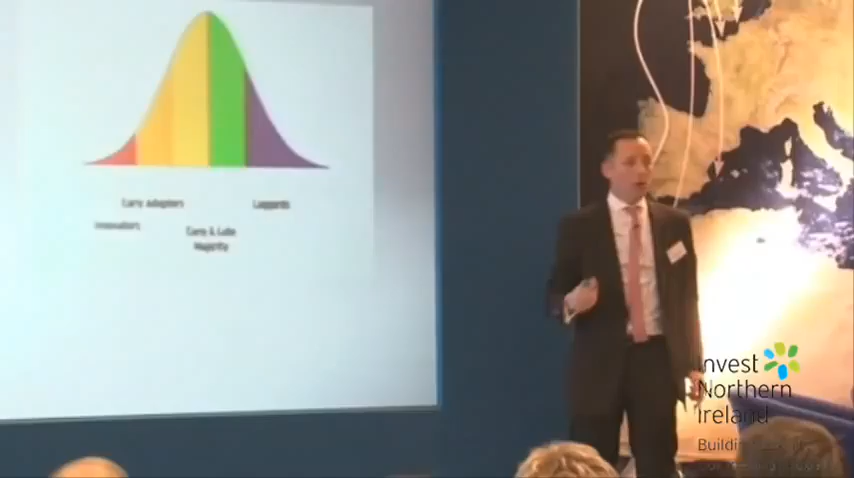 Early adopters
Laggards
Innovators
Early & Late
Majority
Invest
Northern
Ireland